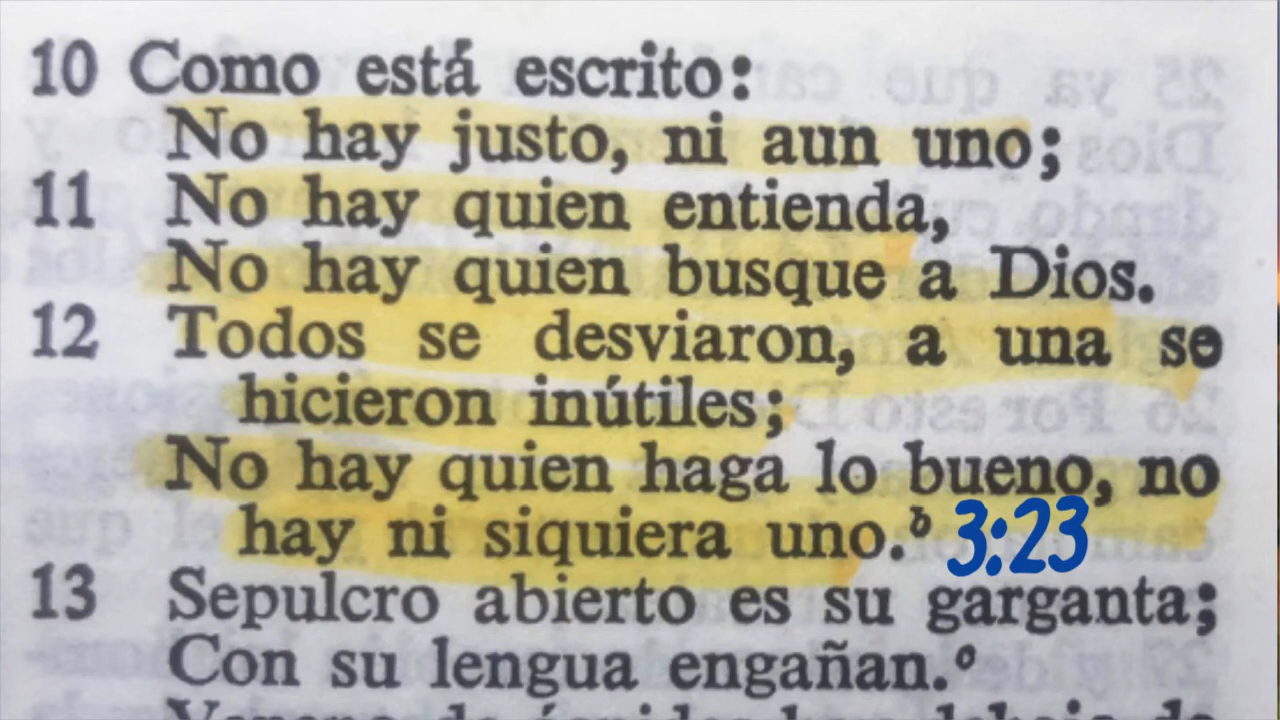 10 Como está escrito:
No hay justo, ni aun uno;
11 No hay quien entienda,
No hay quien busque a Dios.
12 Todos se desviaron, a una se
hicieron inútiles;
No hay quien haga lo bueno, no
hay ni siquiera uno.ᵇ 3:23
13 Sepulcro abierto es su garganta;
Con su lengua engañan.ᶜ